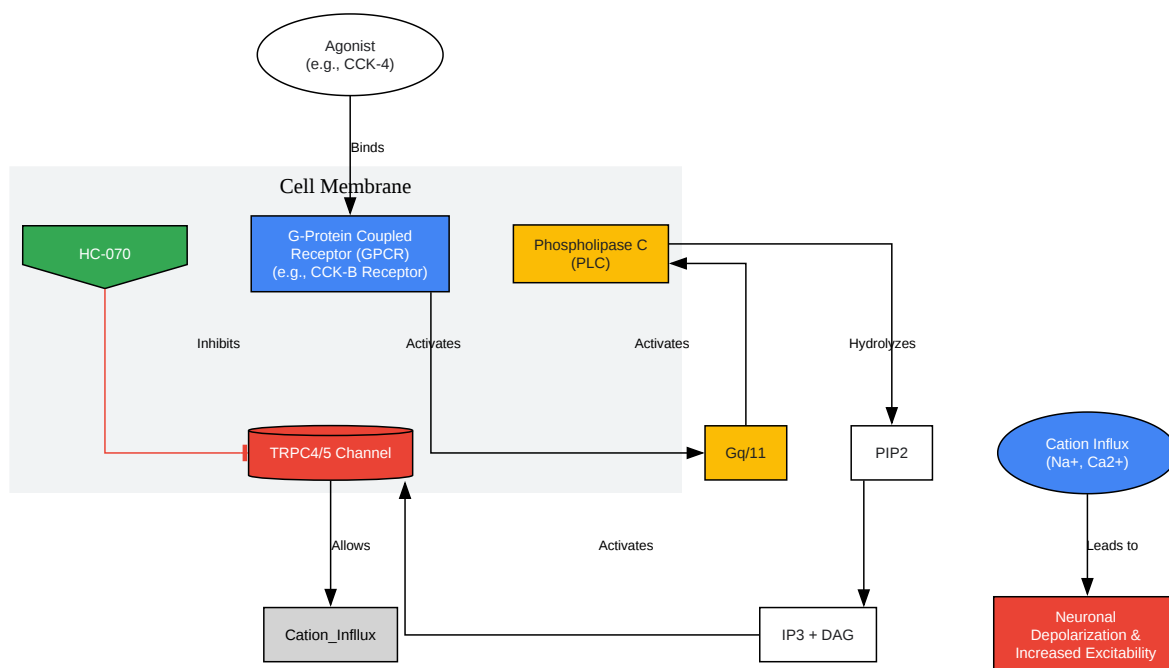 Agonist
(e.g., CCK-4)
Binds
Cell Membrane
HC-070
G-Protein Coupled
Receptor (GPCR)
(e.g., CCK-B Receptor)
Phospholipase C
(PLC)
Inhibits
Activates
Activates
Hydrolyzes
TRPC4/5 Channel
Gq/11
PIP2
Cation Influx
(Na+, Ca2+)
Allows
Activates
Leads to
Cation_Infllux
IP3 + DAG
Neuronal
Depolarization &
Increased Excitability